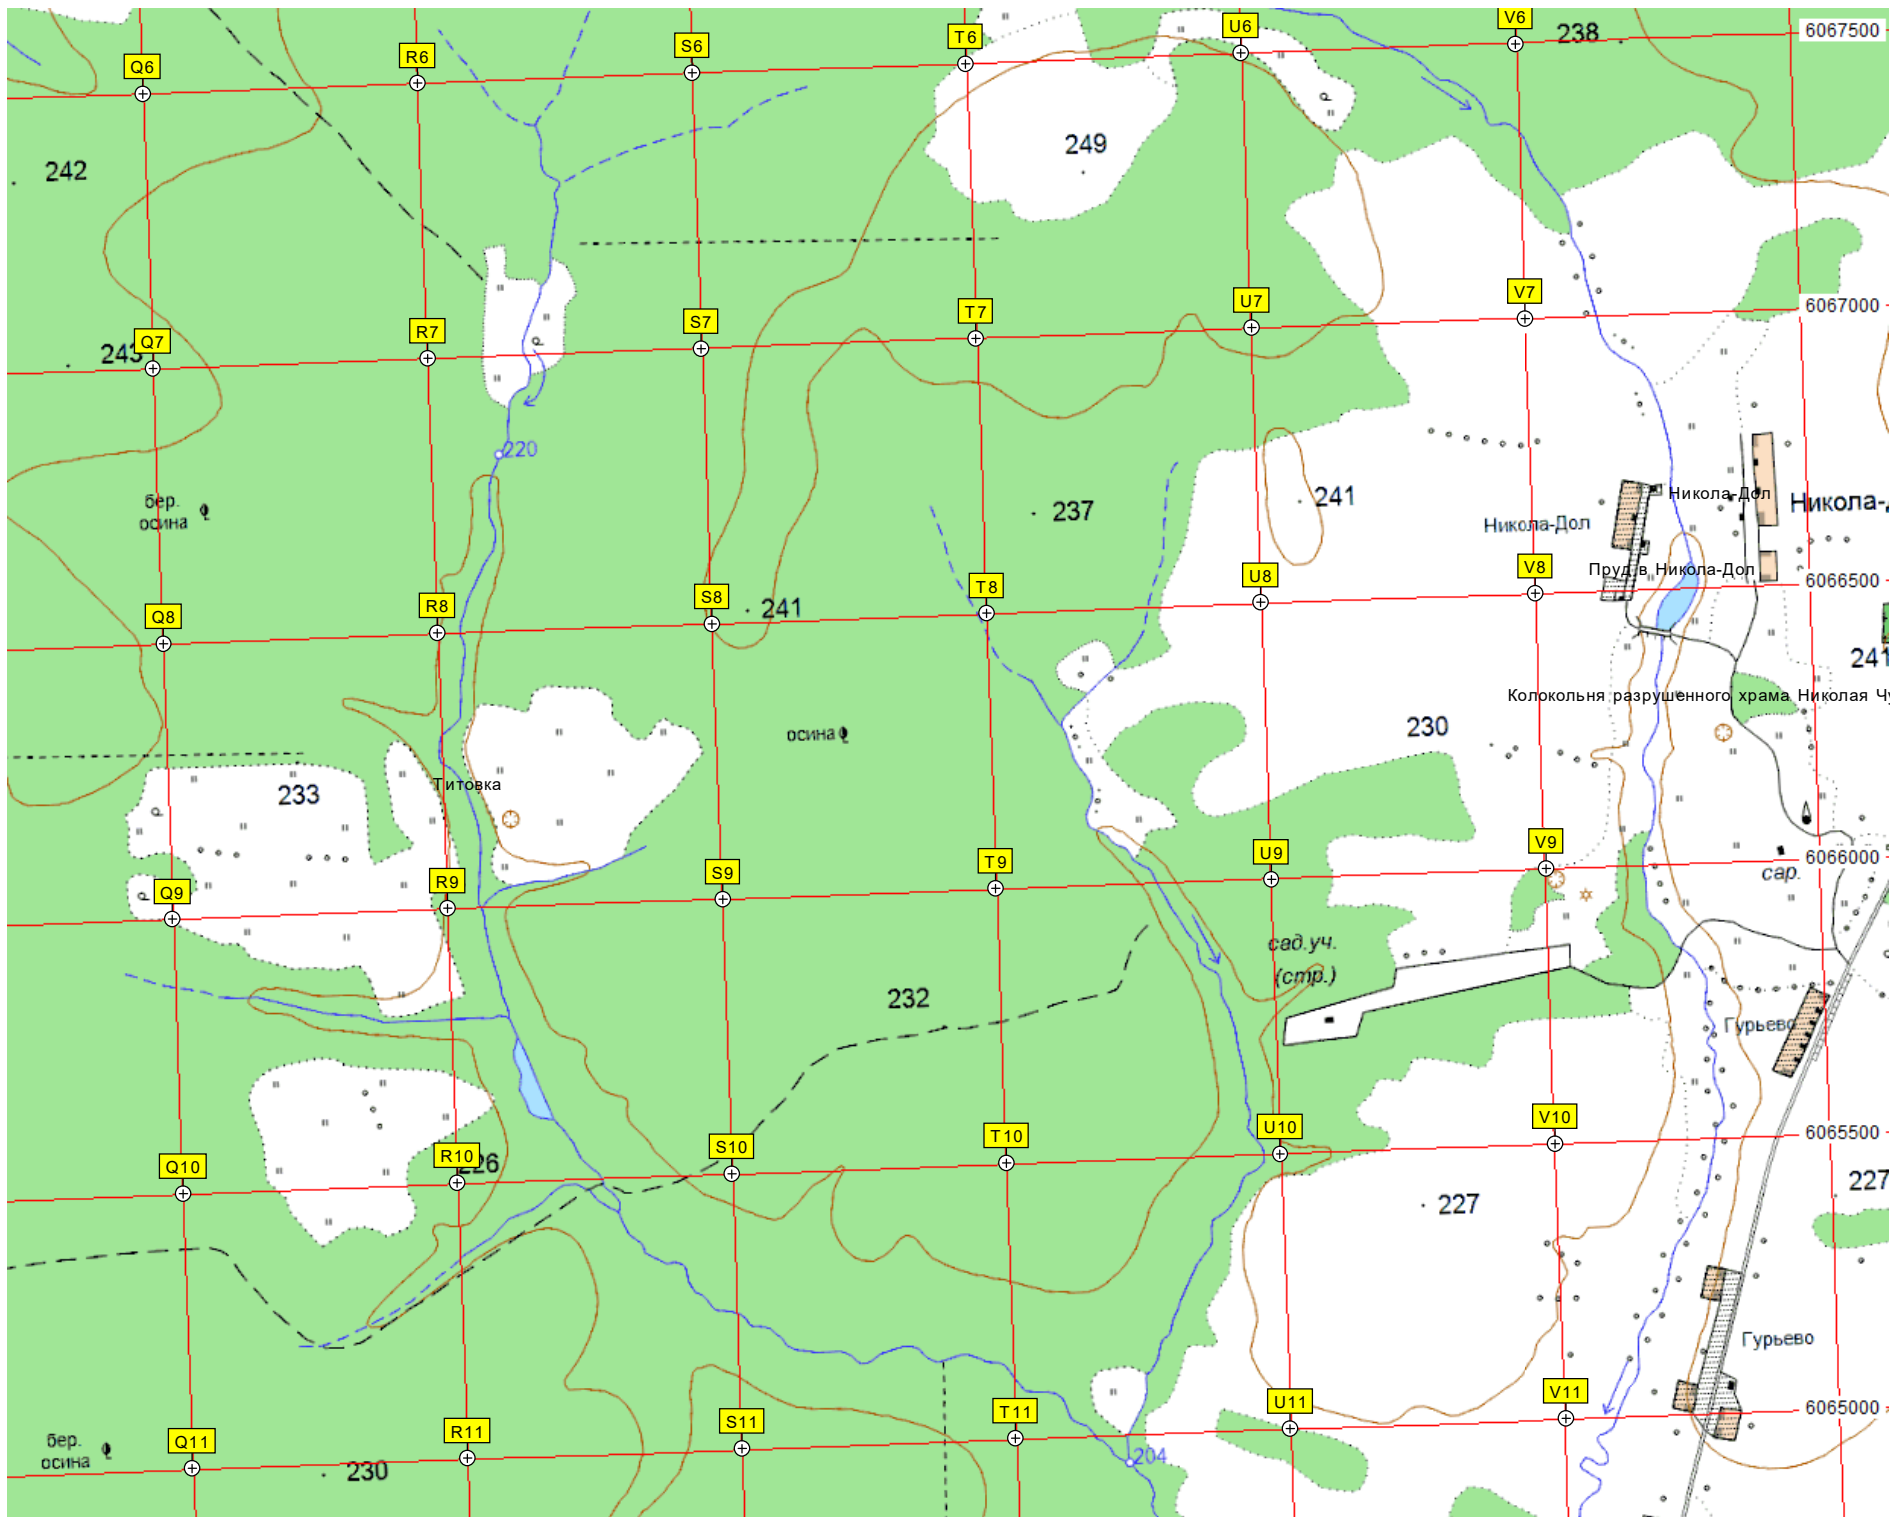 V6
U6
238
6067500
T6
S6
R6
Q6
249
242
V7
U7
6067000
T7
S7
R7
Q7
243
220
бер.
осина
237
241
Никола-Дол
Никола-Дол
Никола-
Пруд в Никола-Дол
V8
U8
6066500
T8
S8
241
R8
Q8
241
Колокольня разрушенного храма Николая Чу
осина
230
Титовка
233
V9
U9
6066000
T9
S9
R9
Q9
сар.
сад.уч.
(стр.)
232
Гурьево
V10
U10
6065500
T10
S10
R10
226
Q10
227
227
Гурьево
V11
U11
6065000
T11
S11
R11
Q11
бер.
осина
230
204